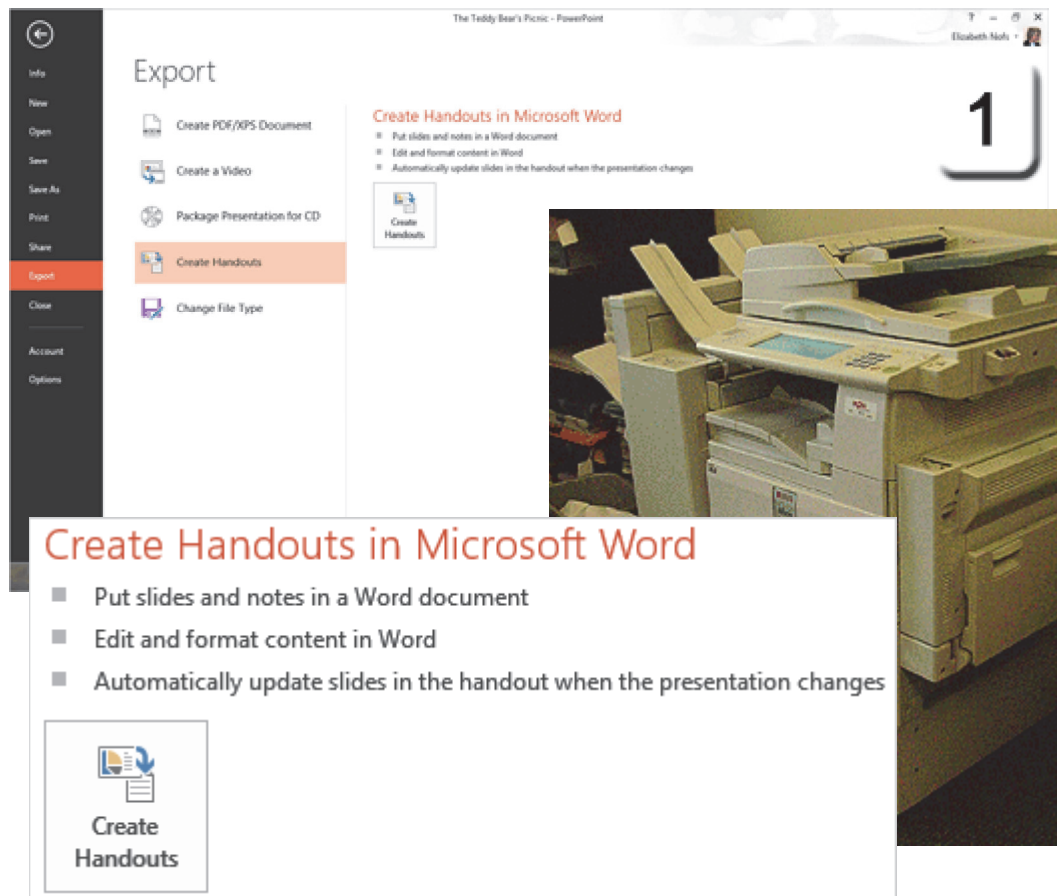 The Teddy Bear's Picnic - PowerPoint
? – X
Elizabeth Nofs
Info
New
Open
Save
Save As
Print
Share
Export
Close
Account
Options
Export
Create PDF/XPS Document
Create a Video
Package Presentation for CD
Create Handouts
Change File Type
Create Handouts in Microsoft Word
Put slides and notes in a Word document
Edit and format content in Word
Automatically update slides in the handout when the presentation changes
Create
Handouts
1
Create Handouts in Microsoft Word
Put slides and notes in a Word document
Edit and format content in Word
Automatically update slides in the handout when the presentation changes
Create
Handouts